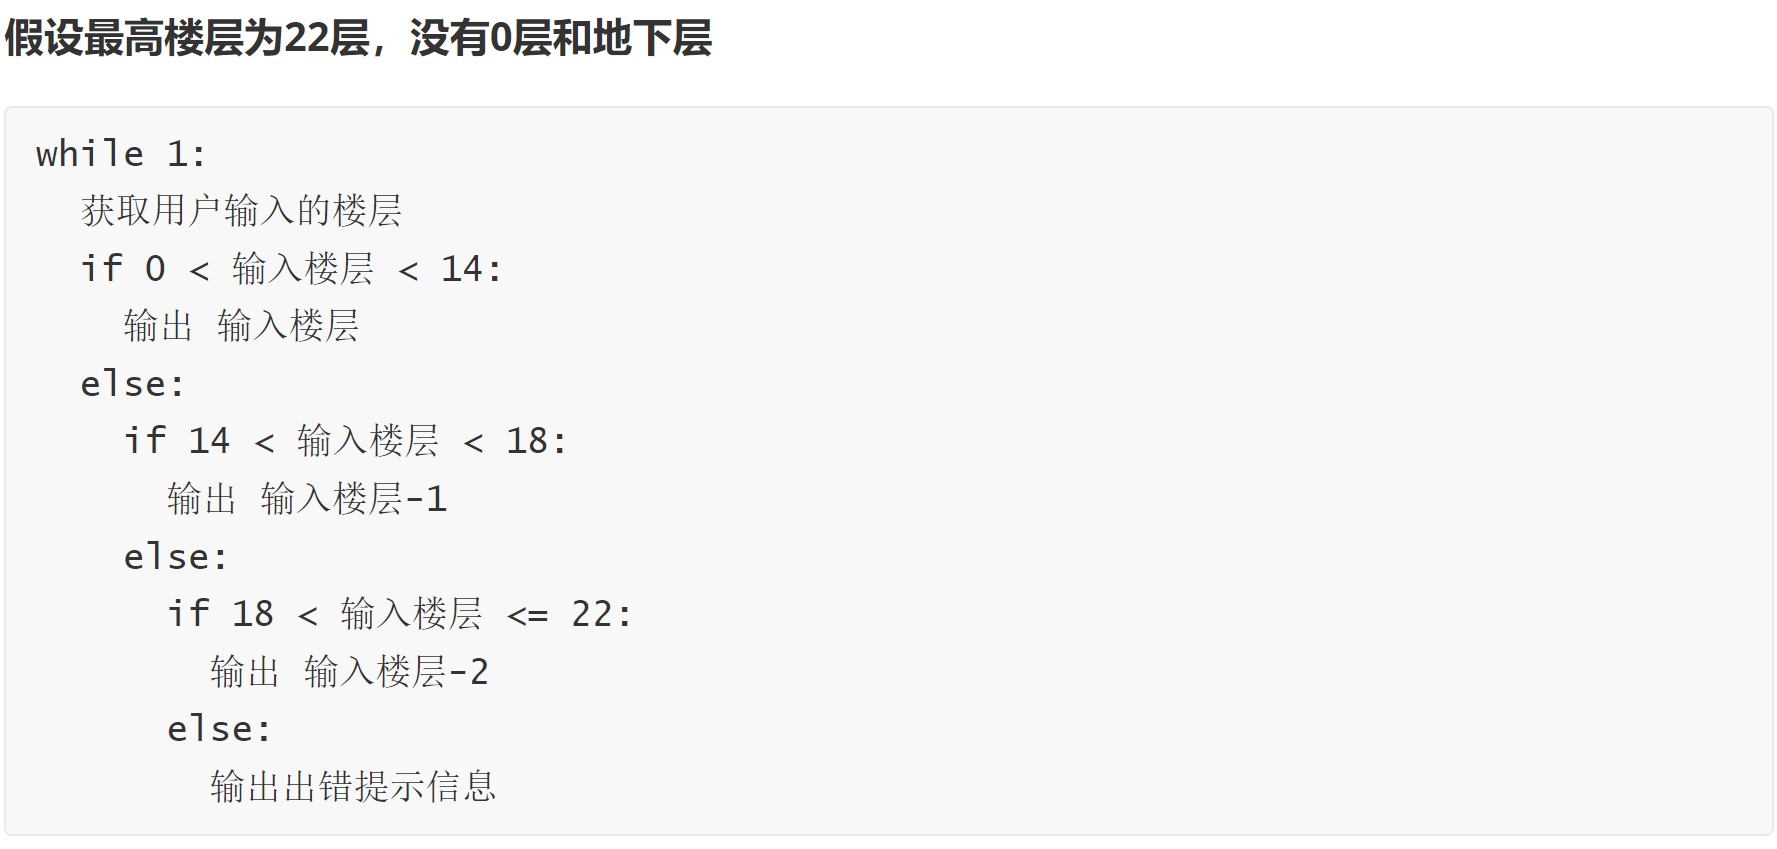 假设最高楼层为22层，没有0层和地下层
while 1:
获取用户输入的楼层
if 0 < 输入楼层 < 14:
输出 输入楼层
else:
if 14 < 输入楼层 < 18:
输出 输入楼层-1
else:
if 18 < 输入楼层 <= 22:
输出 输入楼层-2
else:
输出出错提示信息